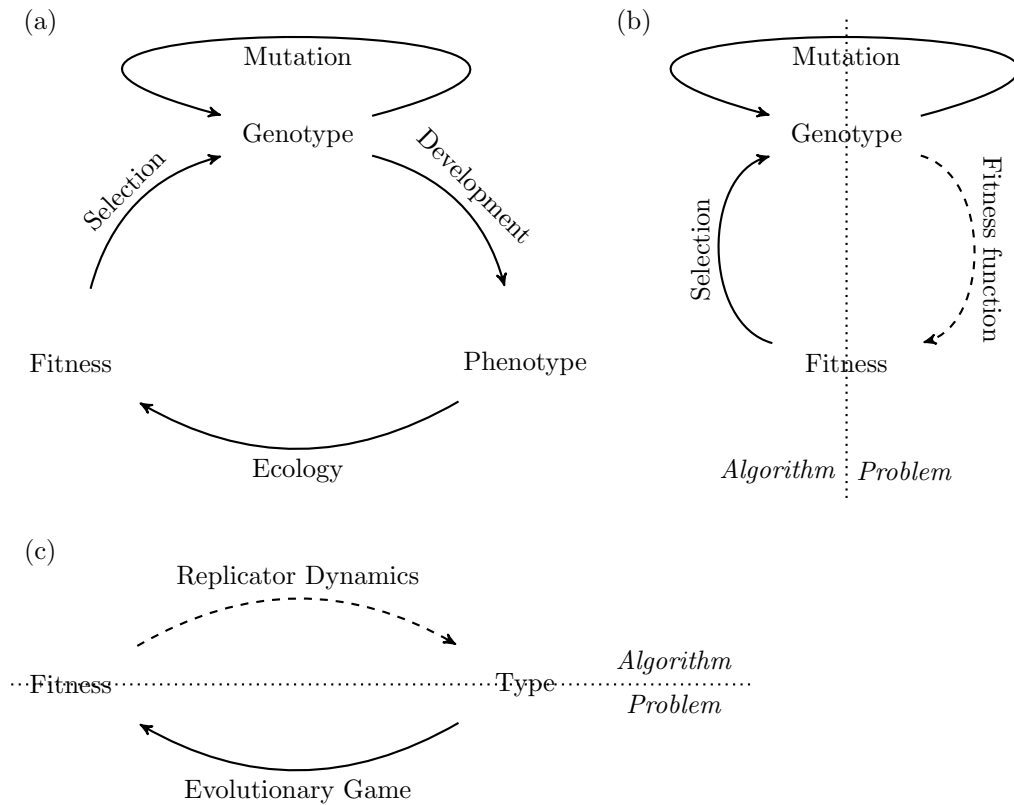 (a)
Mutation
Genotype
Selection
Development
Fitness
Phenotype
Ecology
(b)
Mutation
Genotype
Selection
Fitness function
Fitness
Algorithm
Problem
(c)
Replicator Dynamics
Fitness
Type
Algorithm
Problem
Evolutionary Game